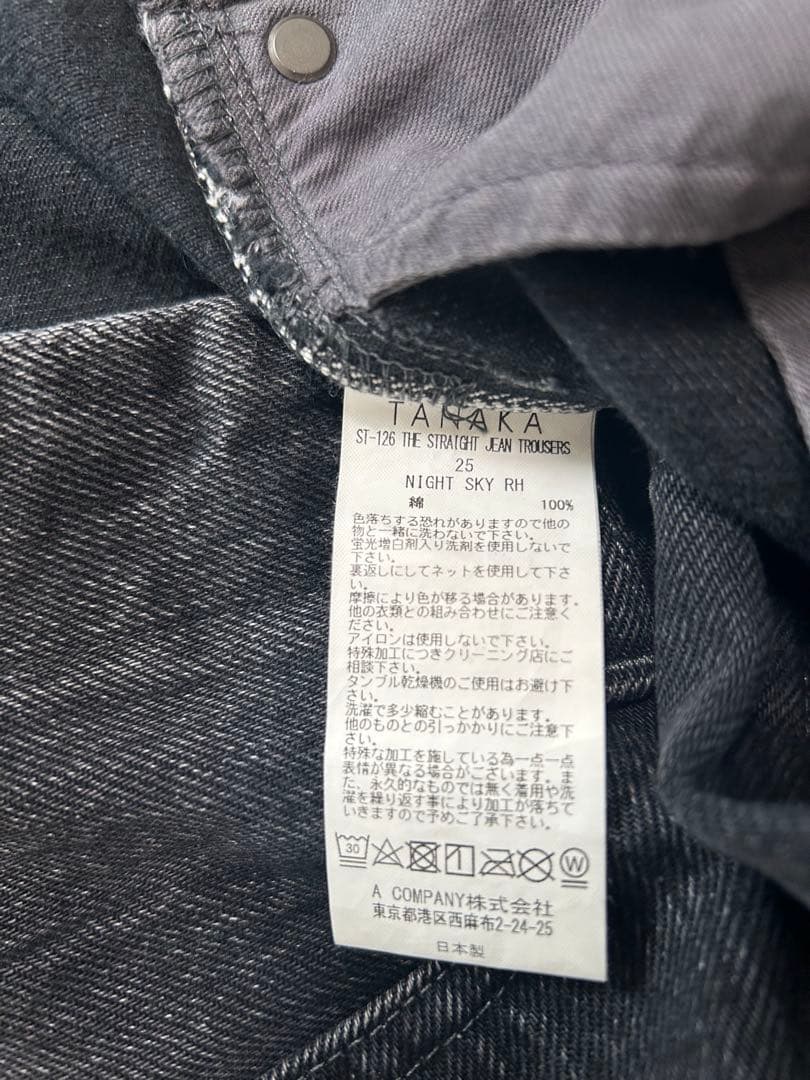 TANAKA
ST-126 THE STRAIGHT JEAN TROUSERS
25
NIGHT SKY RH
綿 100%
色落ちする恐れがありますので他の
物と一緒に洗わないで下さい。
蛍光増白剤入り洗剤を使用しないで
下さい。
裏返しにしてネットを使用して下さ
い。
摩擦により色が移る場合があります。
他の衣類との組み合わせにご注意く
ださい。
アイロンは使用しないで下さい。
特殊加工につきクリーニング店にご
相談下さい。
タンブル乾燥機のご使用はお避け下
さい。
洗濯で多少縮むことがあります。
他のものとの引っかかりにご注意下
さい。
特殊な加工を施している為一点一点
表情が異なる場合がございます。ま
た、永久的なものでは無く着用や洗
濯を繰り返す事により加工が落ちて
いきますので予めご了承下さい。
30 W
A COMPANY株式会社
東京都港区西麻布2-24-25
日本製